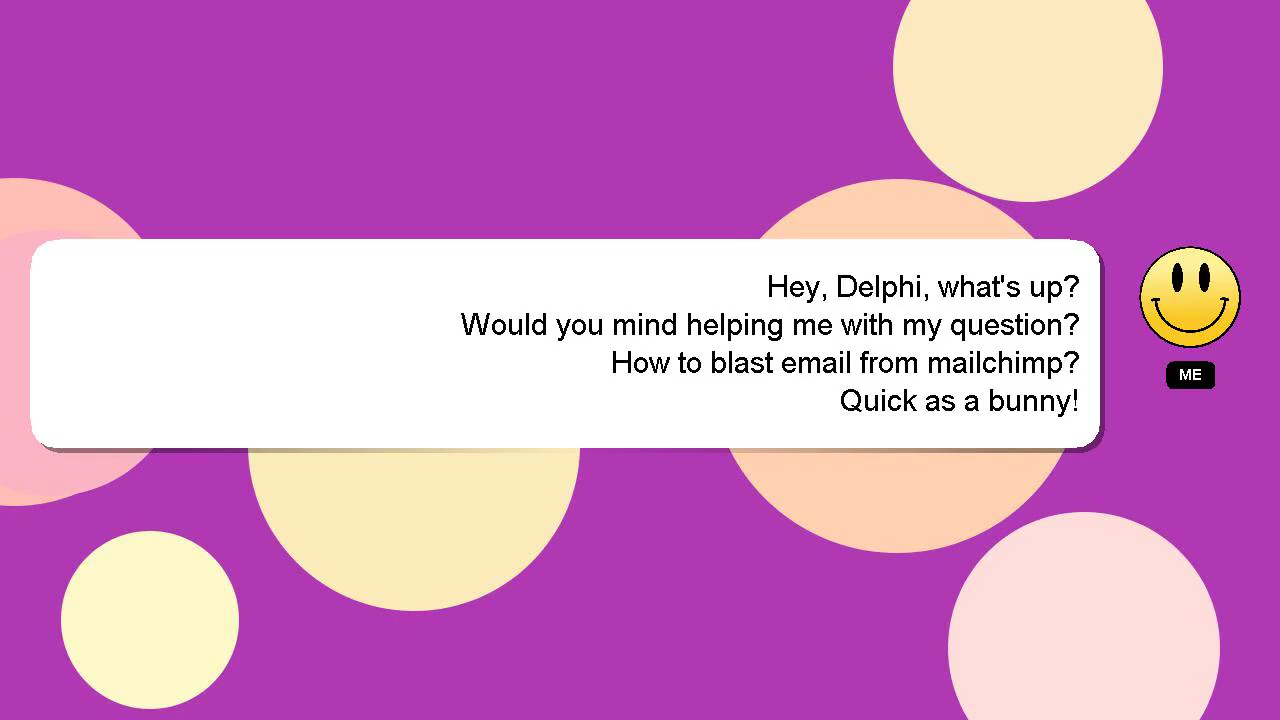 Hey, Delphi, what's up?
Would you mind helping me with my question?
How to blast email from mailchimp?
Quick as a bunny!
ME